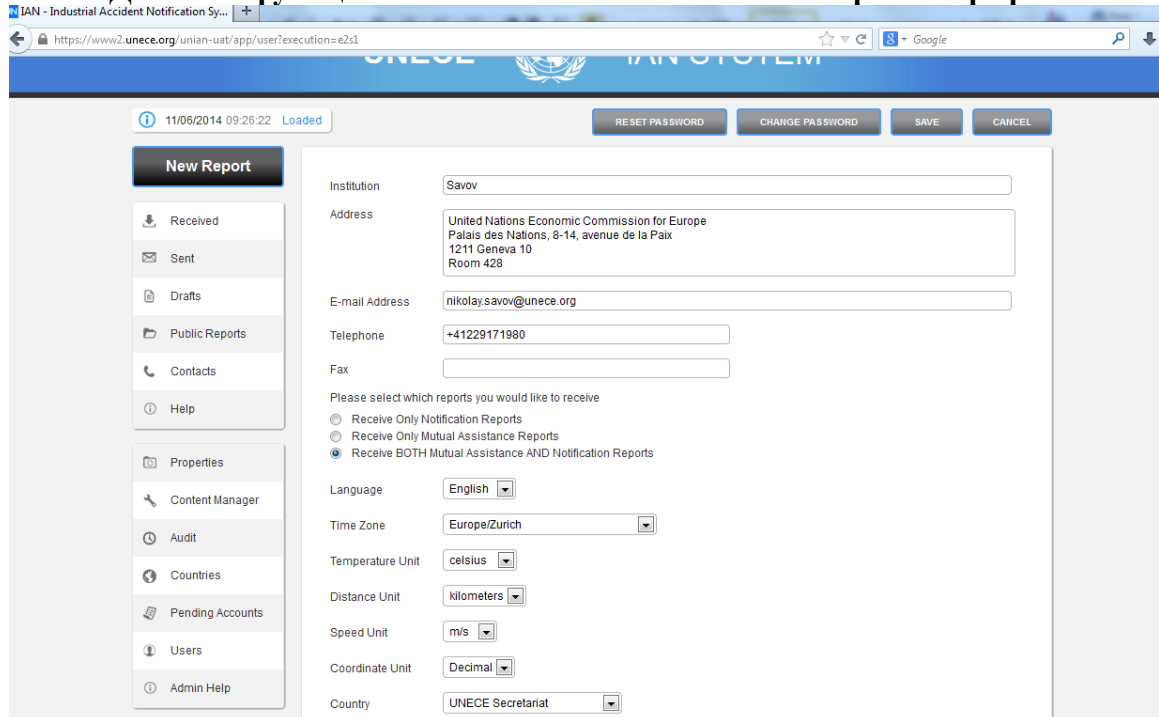 IAN - Industrial Accident Notification Sy...
https://www2.unece.org/unian-uat/app/user?execution=e2s1
Google
UNECE IAN SYSTEM
11/06/2014 09:26:22 Loaded
RESET PASSWORD CHANGE PASSWORD SAVE CANCEL
New Report
Received
Sent
Drafts
Public Reports
Contacts
Help
Properties
Content Manager
Audit
Countries
Pending Accounts
Users
Admin Help
Institution Savov
Address United Nations Economic Commission for Europe
Palais des Nations, 8-14, avenue de la Paix
1211 Geneva 10
Room 428
E-mail Address nikolay.savov@unece.org
Telephone +41229171980
Fax
Please select which reports you would like to receive
Receive Only Notification Reports
Receive Only Mutual Assistance Reports
Receive BOTH Mutual Assistance AND Notification Reports
Language English
Time Zone Europe/Zurich
Temperature Unit celsius
Distance Unit kilometers
Speed Unit m/s
Coordinate Unit Decimal
Country UNECE Secretariat